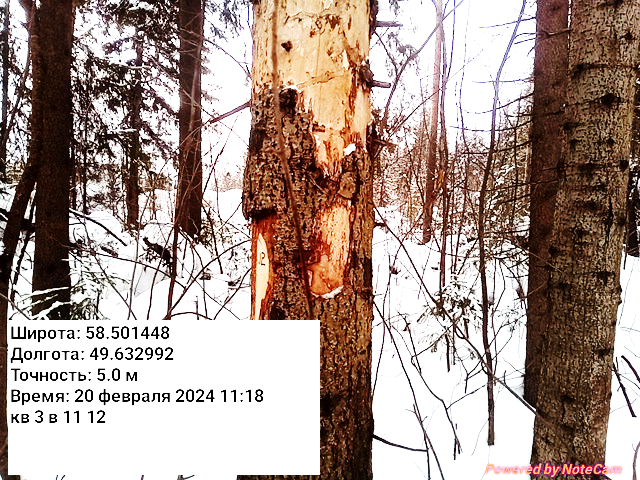 Широта: 58.501448
Долгота: 49.632992
Точность: 5.0 м
Время: 20 февраля 2024 11:18
кв 3 в 11 12
Powered by NoteCam